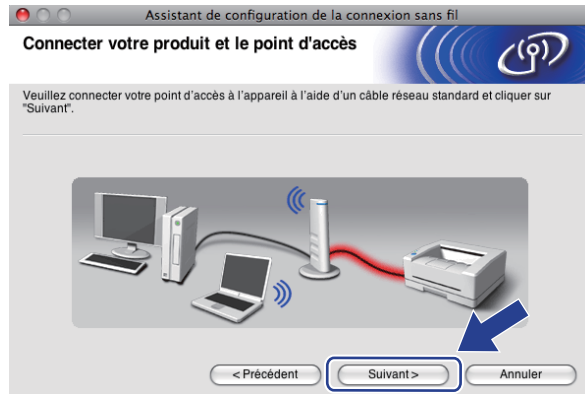 Assistant de configuration de la connexion sans fil
Connecter votre produit et le point d'accès
Veuillez connecter votre point d'accès à l'appareil à l'aide d'un câble réseau standard et cliquer sur
"Suivant".
< Précédent Suivant > Annuler